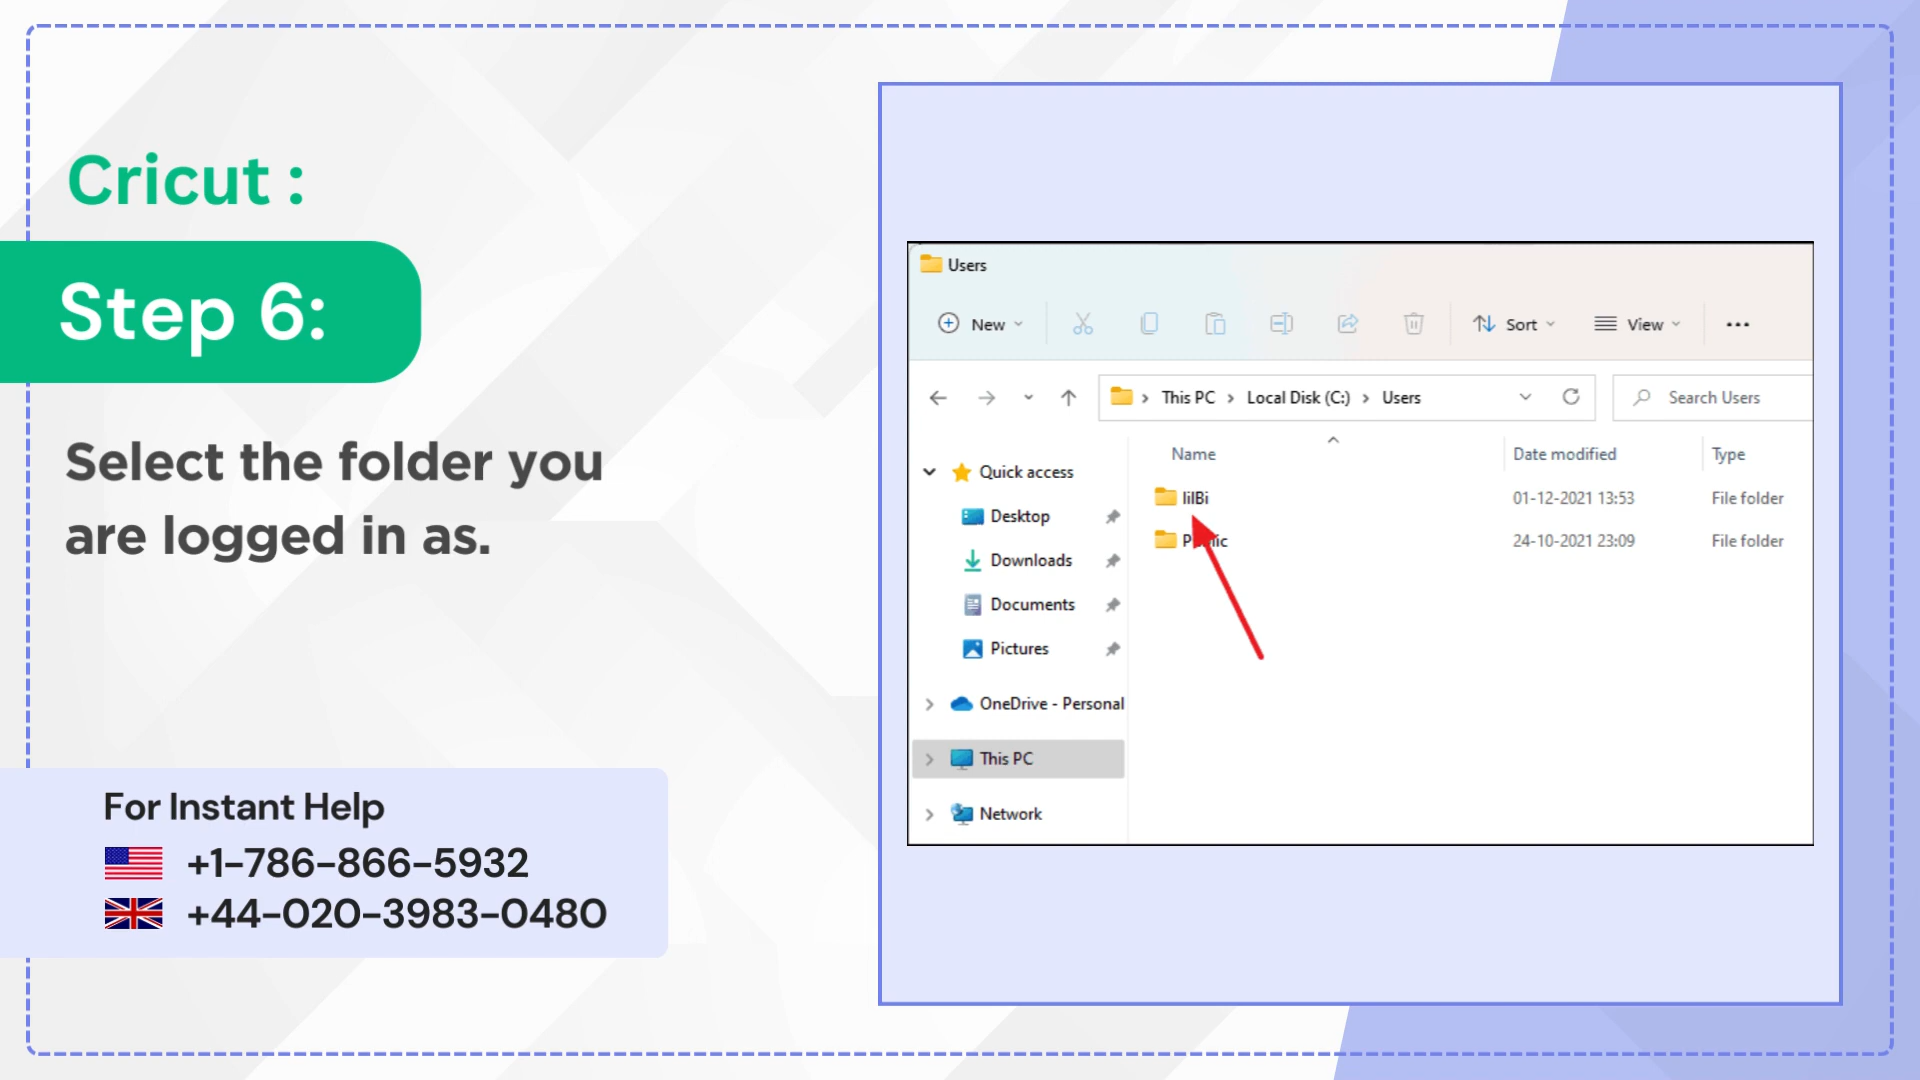 Cricut :
Step 6:
Select the folder you
are logged in as.
For Instant Help
+1-786-866-5932
+44-020-3983-0480
Users
New
Sort
View
This PC > Local Disk (C:) > Users
Search Users
Name
Date modified
Type
Quick access
Desktop
Downloads
Documents
Pictures
OneDrive - Personal
This PC
Network
lilBi
01-12-2021 13:53
File folder
24-10-2021 23:09
File folder